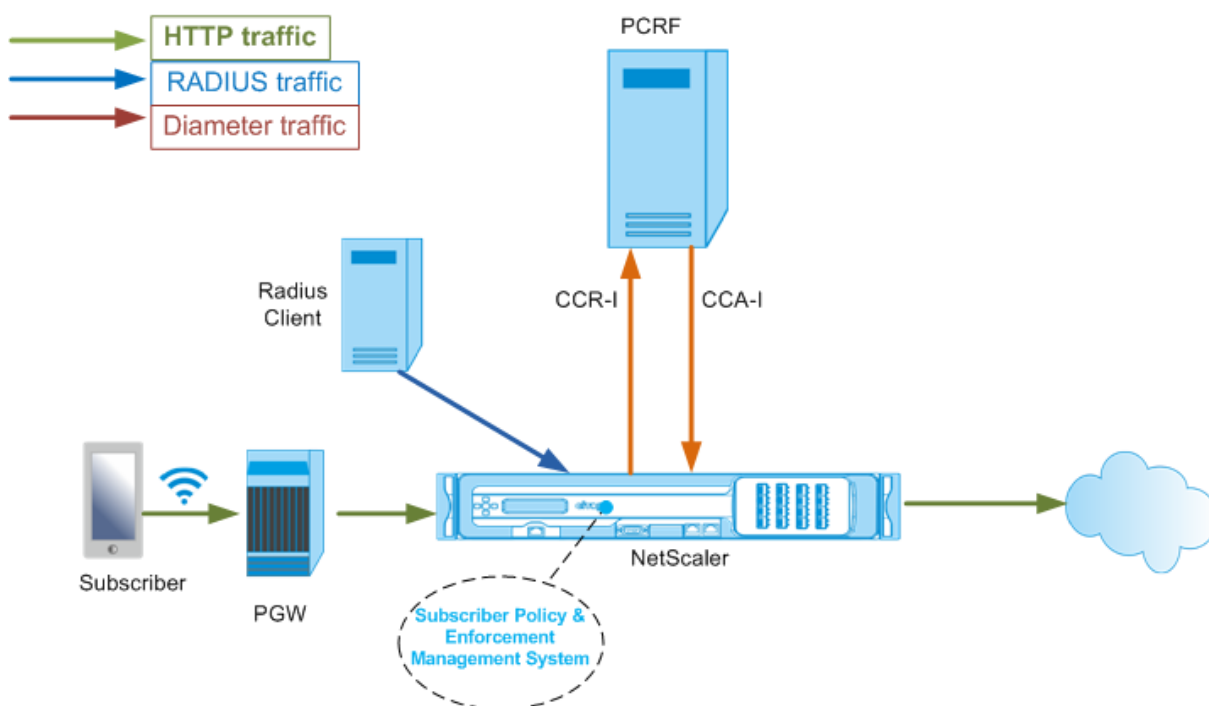 HTTP traffic
RADIUS traffic
Diameter traffic
PCRF
Radius
Client
CCR-I
CCA-I
Subscriber
PGW
NetScaler
Subscriber Policy &
Enforcement
Management System